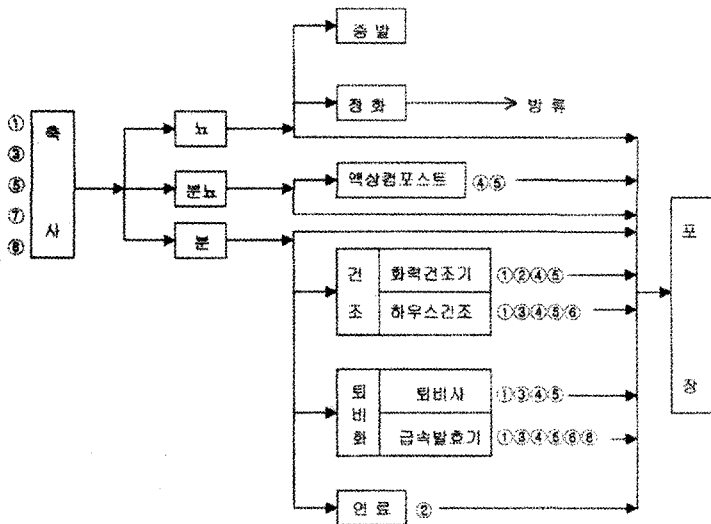 증 발
정 화
방 류
①
③
⑤
⑦
⑧
축
사
뇨
분뇨
분
액상컴포스트 ④⑤
건
조
화력건조기 ①②④⑤
하우스건조 ①③④⑤⑥
퇴
비
화
퇴비사 ①③④⑤
급속발효기 ①③④⑤⑥⑧
연 료 ②
포
장